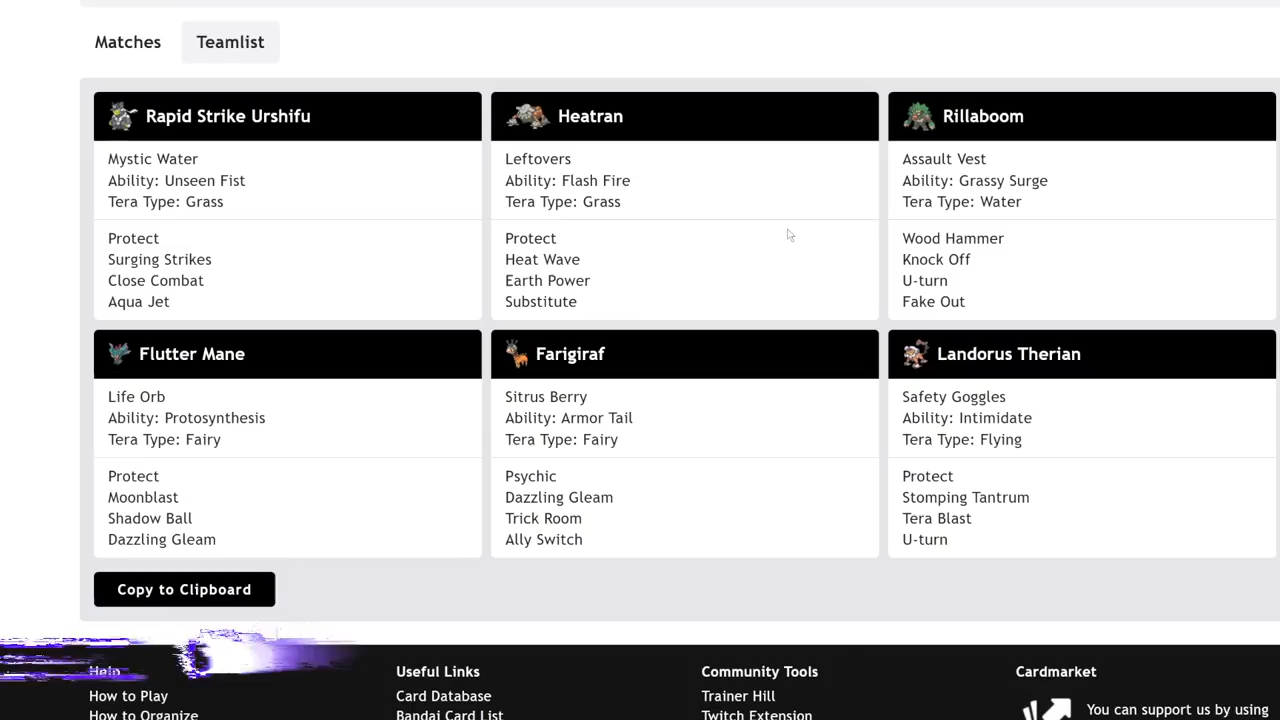 Matches
Teamlist
Rapid Strike Urshifu
Mystic Water
Ability: Unseen Fist
Tera Type: Grass
Protect
Surging Strikes
Close Combat
Aqua Jet
Heatran
Leftovers
Ability: Flash Fire
Tera Type: Grass
Protect
Heat Wave
Earth Power
Substitute
Rillaboom
Assault Vest
Ability: Grassy Surge
Tera Type: Water
Wood Hammer
Knock Off
U-turn
Fake Out
Flutter Mane
Life Orb
Ability: Protosynthesis
Tera Type: Fairy
Protect
Moonblast
Shadow Ball
Dazzling Gleam
Farigiraf
Sitrus Berry
Ability: Armor Tail
Tera Type: Fairy
Psychic
Dazzling Gleam
Trick Room
Ally Switch
Landorus Therian
Safety Goggles
Ability: Intimidate
Tera Type: Flying
Protect
Stomping Tantrum
Tera Blast
U-turn
Copy to Clipboard
Help
How to Play
How to Organize
Useful Links
Card Database
Bandai Card List
Community Tools
Trainer Hill
Twitch Extension
Cardmarket
You can support us by using